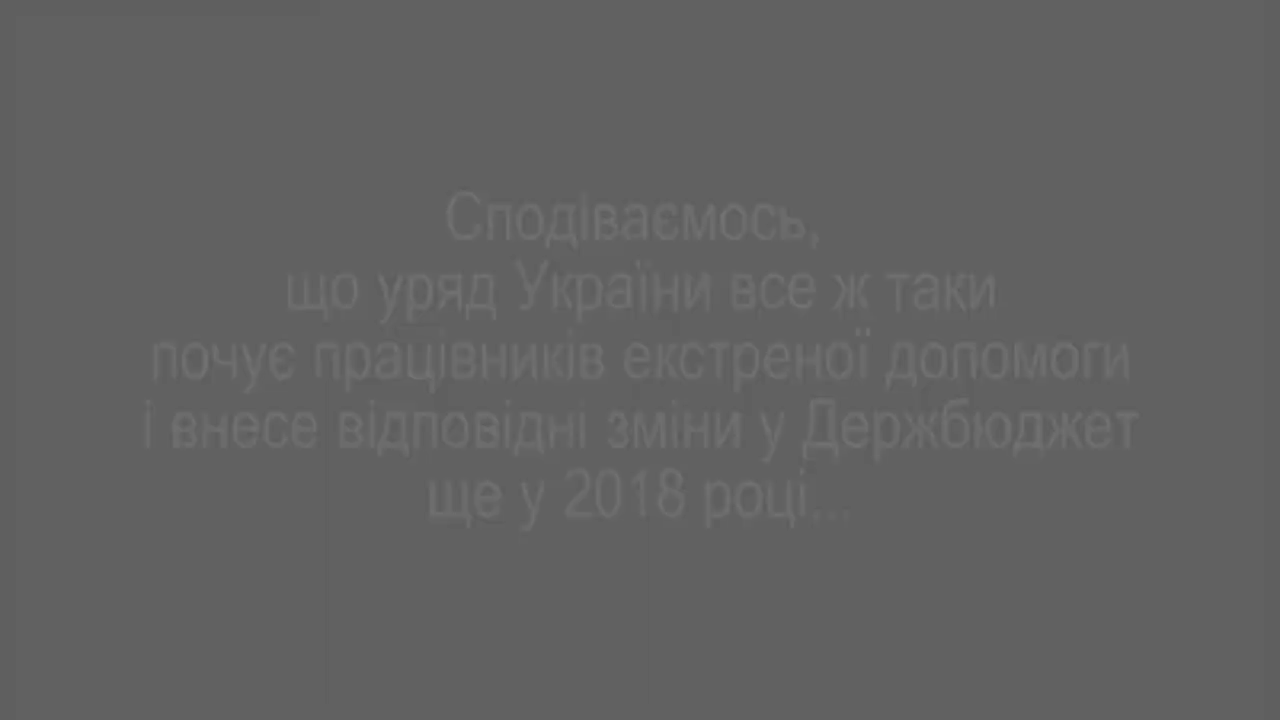 Сподіваємось,
що уряд України все ж таки
почує працівників екстреної допомоги
і внесе відповідні зміни у Держбюджет
ще у 2018 році...